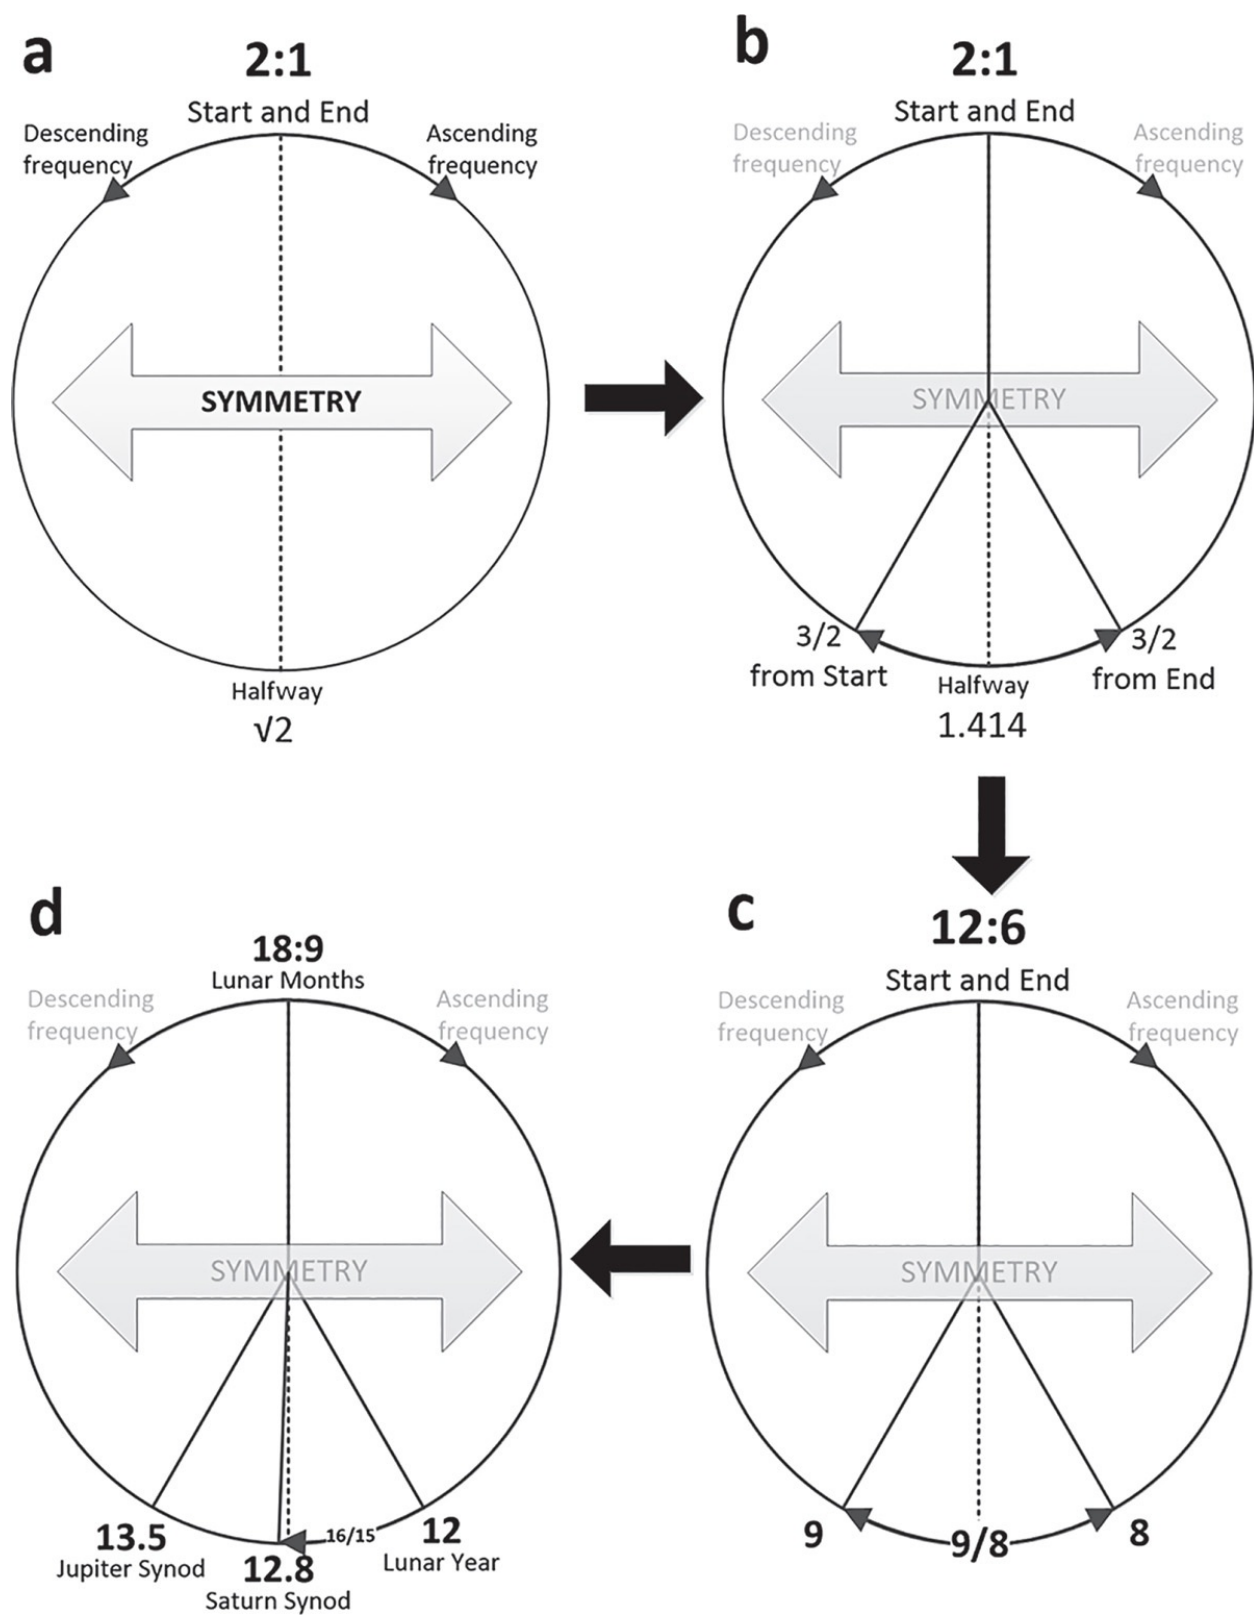 a
2:1
Start and End
Descending
frequency
Ascending
frequency
SYMMETRY
Halfway
√2
b
2:1
Start and End
Descending
frequency
Ascending
frequency
SYMMETRY
3/2
from Start
Halfway
1.414
3/2
from End
c
12:6
Start and End
Descending
frequency
Ascending
frequency
SYMMETRY
9
9/8
8
d
18:9
Lunar Months
Descending
frequency
Ascending
frequency
SYMMETRY
13.5
Jupiter Synod
12.8
Saturn Synod
16/15
12
Lunar Year